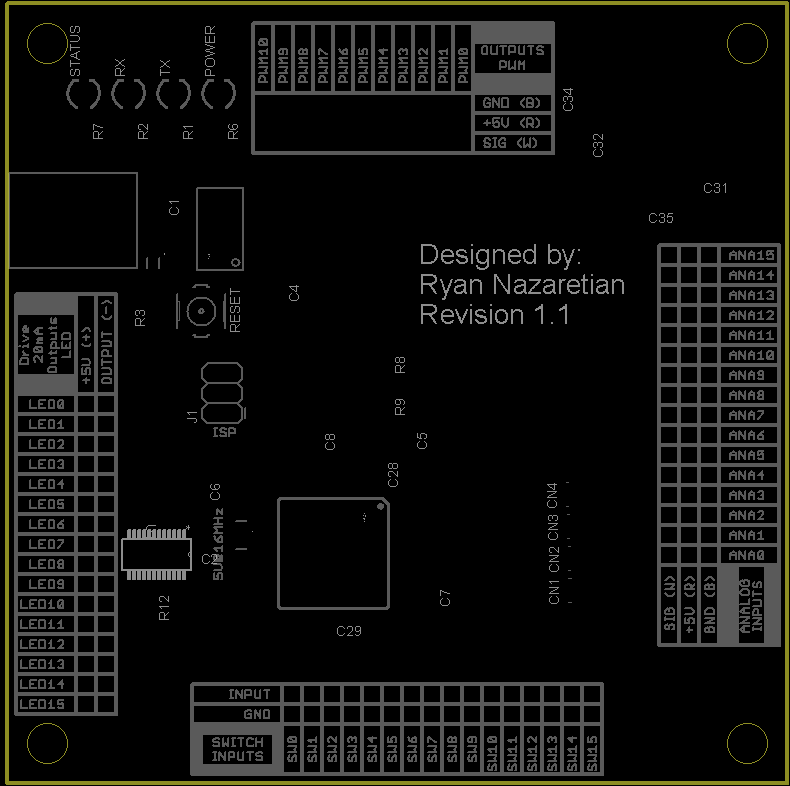 STATUS
RX
TX
POWER
R7
R2
R1
R6
PWM10
PWM9
PWM8
PWM7
PWM6
PWM5
PWM4
PWM3
PWM2
PWM1
PWM0
OUTPUTS
PWM
GND (B)
+5V (R)
SIG (W)
C34
C32
C31
C35
C1
Designed by:
Ryan Nazaretian
Revision 1.1
C4
R3
RESET
J1
ISP
R8
R9
C8
C5
C28
C6
5V@16MHz
R12
C7
C29
CN4
CN3
CN2
CN1
Drive
20mA
Outputs
LED
+5V (+)
OUTPUT (-)
LED0
LED1
LED2
LED3
LED4
LED5
LED6
LED7
LED8
LED9
LED10
LED11
LED12
LED13
LED14
LED15
ANA15
ANA14
ANA13
ANA12
ANA11
ANA10
ANA9
ANA8
ANA7
ANA6
ANA5
ANA4
ANA3
ANA2
ANA1
ANA0
SIG (W)
+5V (R)
GND (B)
ANALOG
INPUTS
INPUT
GND
SWITCH
INPUTS
SW0
SW1
SW2
SW3
SW4
SW5
SW6
SW7
SW8
SW9
SW10
SW11
SW12
SW13
SW14
SW15